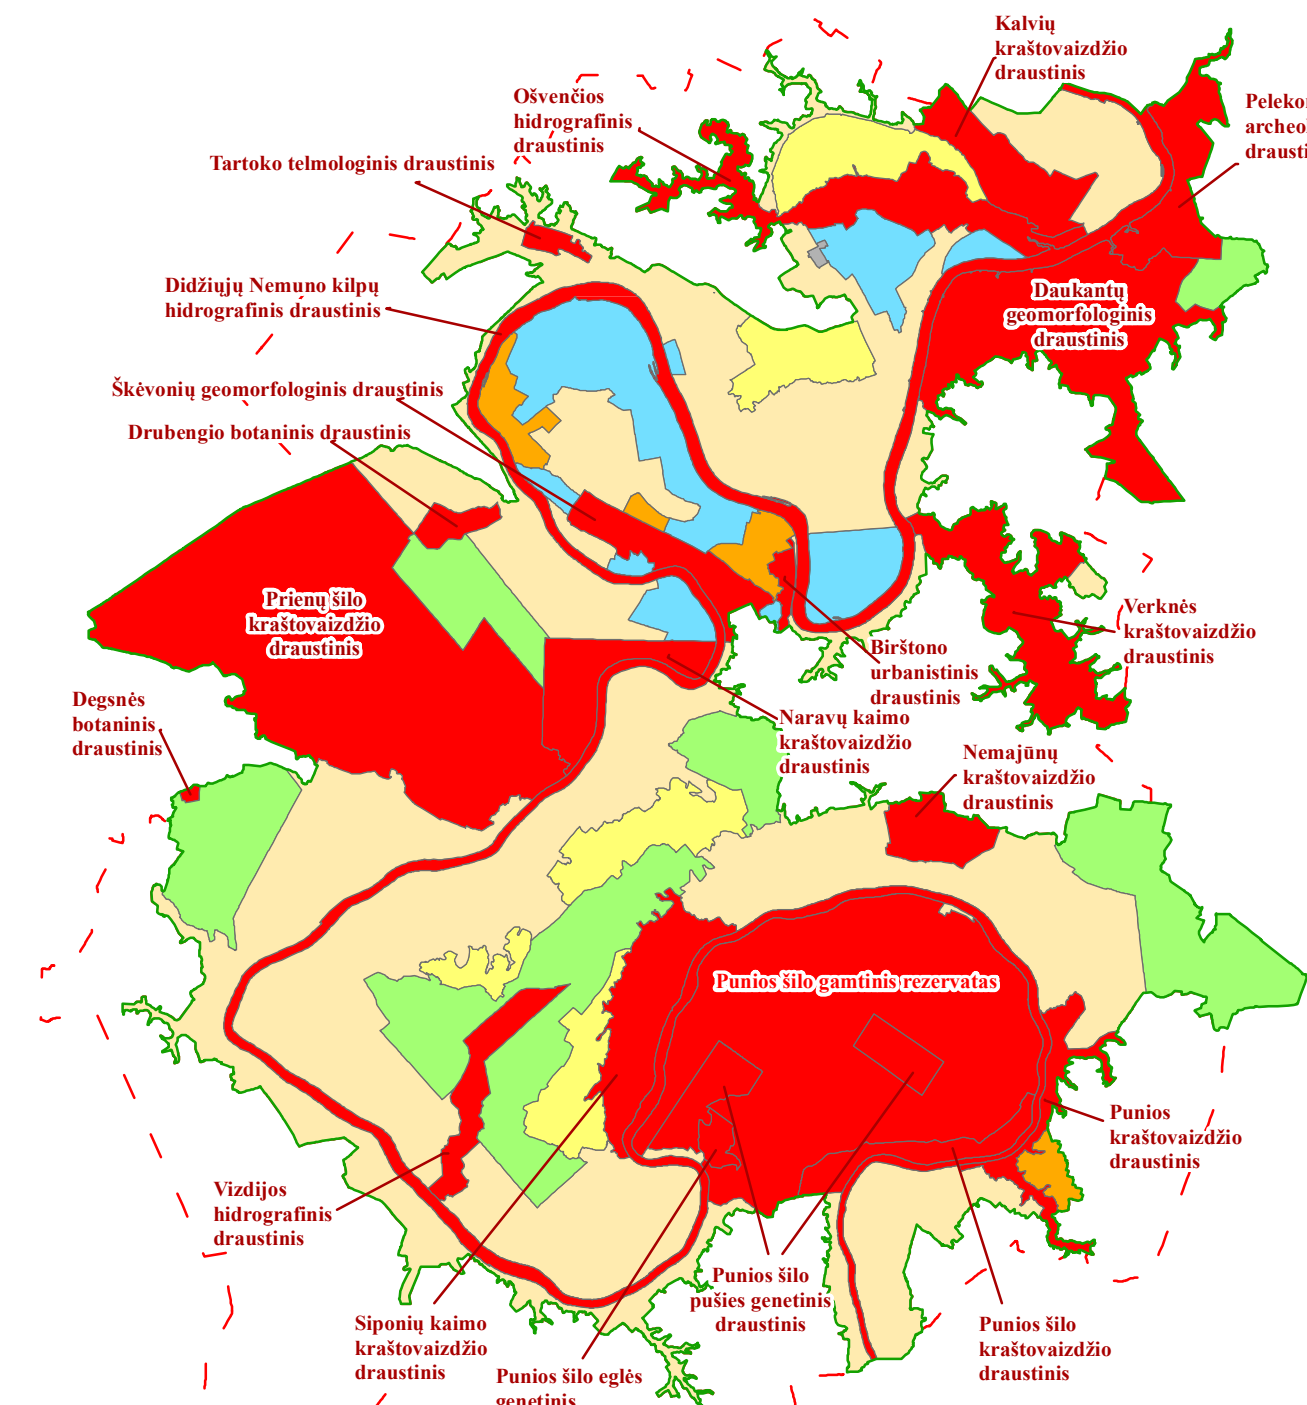 Kalvių
kraštovaizdžio
draustinis
Ošvenčios
hidrografinis
draustinis
Tartoko telmologinis draustinis
Didžiųjų Nemuno kilpų
hidrografinis draustinis
Daukantų
geomorfologinis
draustinis
Škėvonių geomorfologinis draustinis
Drubengio botaninis draustinis
Prienų šilo
kraštovaizdžio
draustinis
Verknės
kraštovaizdžio
draustinis
Birštono
urbanistinis
draustinis
Degsnės
botaninis
draustinis
Naravų kaimo
kraštovaizdžio
draustinis
Nemajūnų
kraštovaizdžio
draustinis
Punios šilo gamtinis rezervatas
Punios
kraštovaizdžio
draustinis
Vizdijos
hidrografinis
draustinis
Punios šilo
pušies genetinis
draustinis
Siponių kaimo
kraštovaizdžio
draustinis
Punios šilo
kraštovaizdžio
draustinis
Punios šilo eglės
genetinis